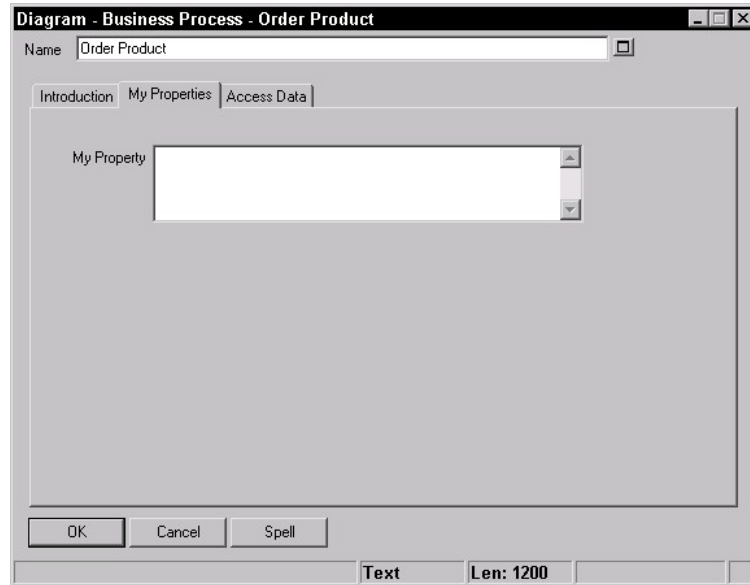 Diagram - Business Process - Order Product
Name Order Product
Introduction My Properties Access Data
My Property
OK Cancel Spell
Text Len: 1200